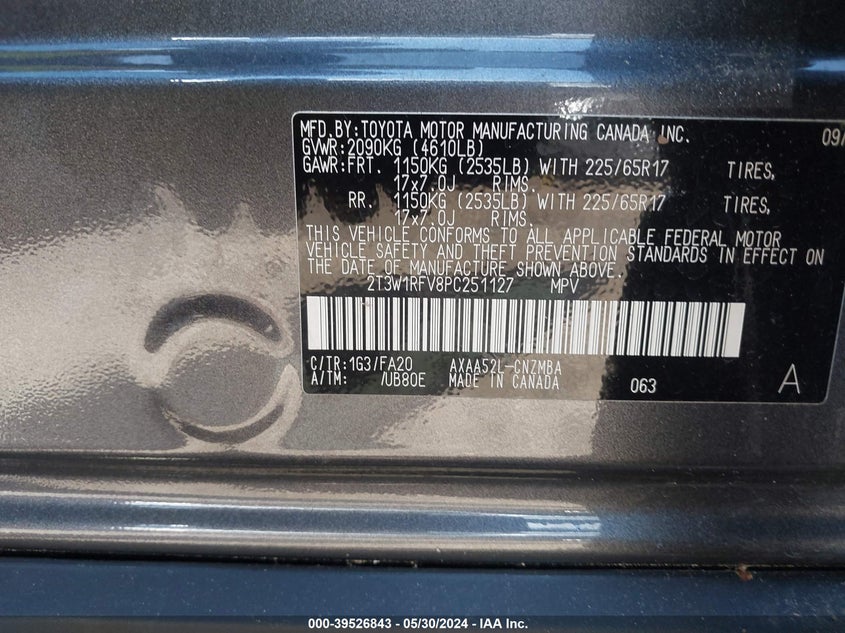 MFD.BY:TOYOTA MOTOR MANUFACTURING CANADA INC. 09/
GVWR:2090KG (4610LB)
GAWR:FRT. 1150KG (2535LB) WITH 225/65R17 TIRES,
17x7.0J RIMS.
RR. 1150KG (2535LB) WITH 225/65R17 TIRES,
17x7.0J RIMS.
THIS VEHICLE CONFORMS TO ALL APPLICABLE FEDERAL MOTOR
VEHICLE SAFETY AND THEFT PREVENTION STANDARDS IN EFFECT ON
THE DATE OF MANUFACTURE SHOWN ABOVE.
2T3W1RFV8PC251127 MPV
C/TR:1G3/FA20 AXAA52L-CNZMBA
A/TM: /UB80E MADE IN CANADA 063 A
000-39526843 - 05/30/2024 - IAA Inc.